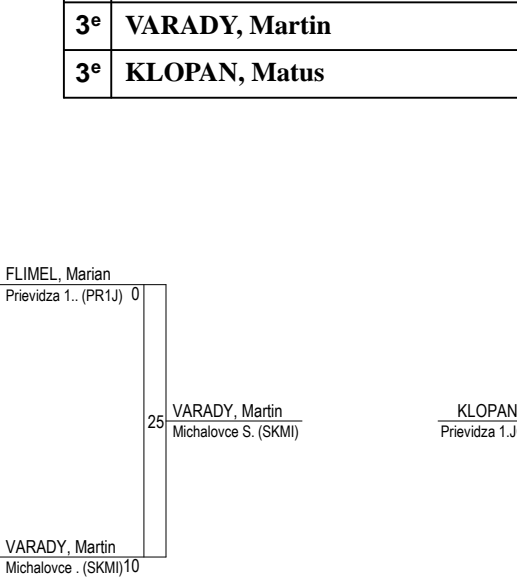 3e VARADY, Martin
3e KLOPAN, Matus
FLIMEL, Marian
Prievidza 1.. (PR1J) 0
25 VARADY, Martin
Michalovce S. (SKMI)
KLOPAN
Prievidza 1.J
VARADY, Martin
Michalovce . (SKMI)10